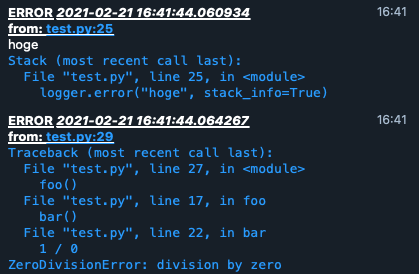 ERROR 2021-02-21 16:41:44.060934 16:41
from: test.py:25
hoge
Stack (most recent call last):
  File "test.py", line 25, in <module>
    logger.error("hoge", stack_info=True)
ERROR 2021-02-21 16:41:44.064267 16:41
from: test.py:29
Traceback (most recent call last):
  File "test.py", line 27, in <module>
    foo()
  File "test.py", line 17, in foo
    bar()
  File "test.py", line 22, in bar
    1 / 0
ZeroDivisionError: division by zero